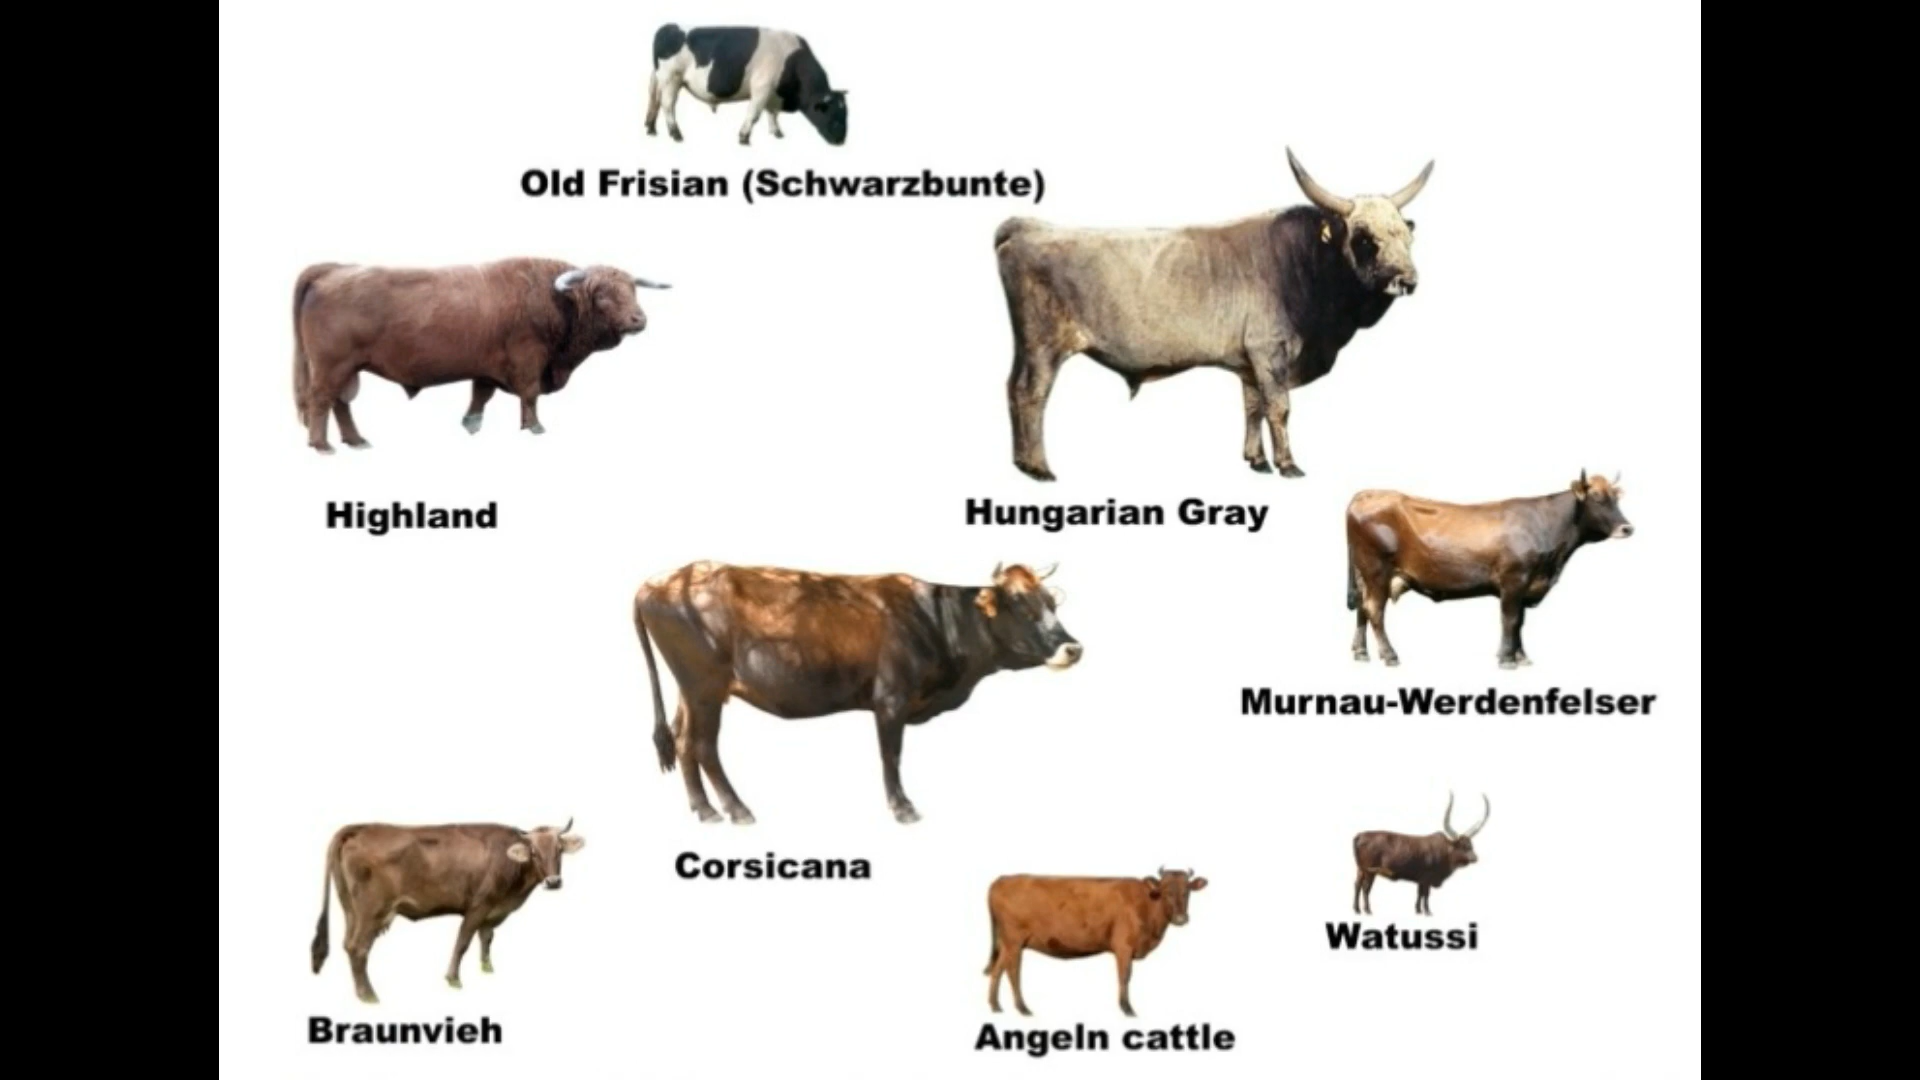 Old Frisian (Schwarzbunte)
Highland
Hungarian Gray
Murnau-Werdenfelser
Corsicana
Watussi
Braunvieh
Angeln cattle